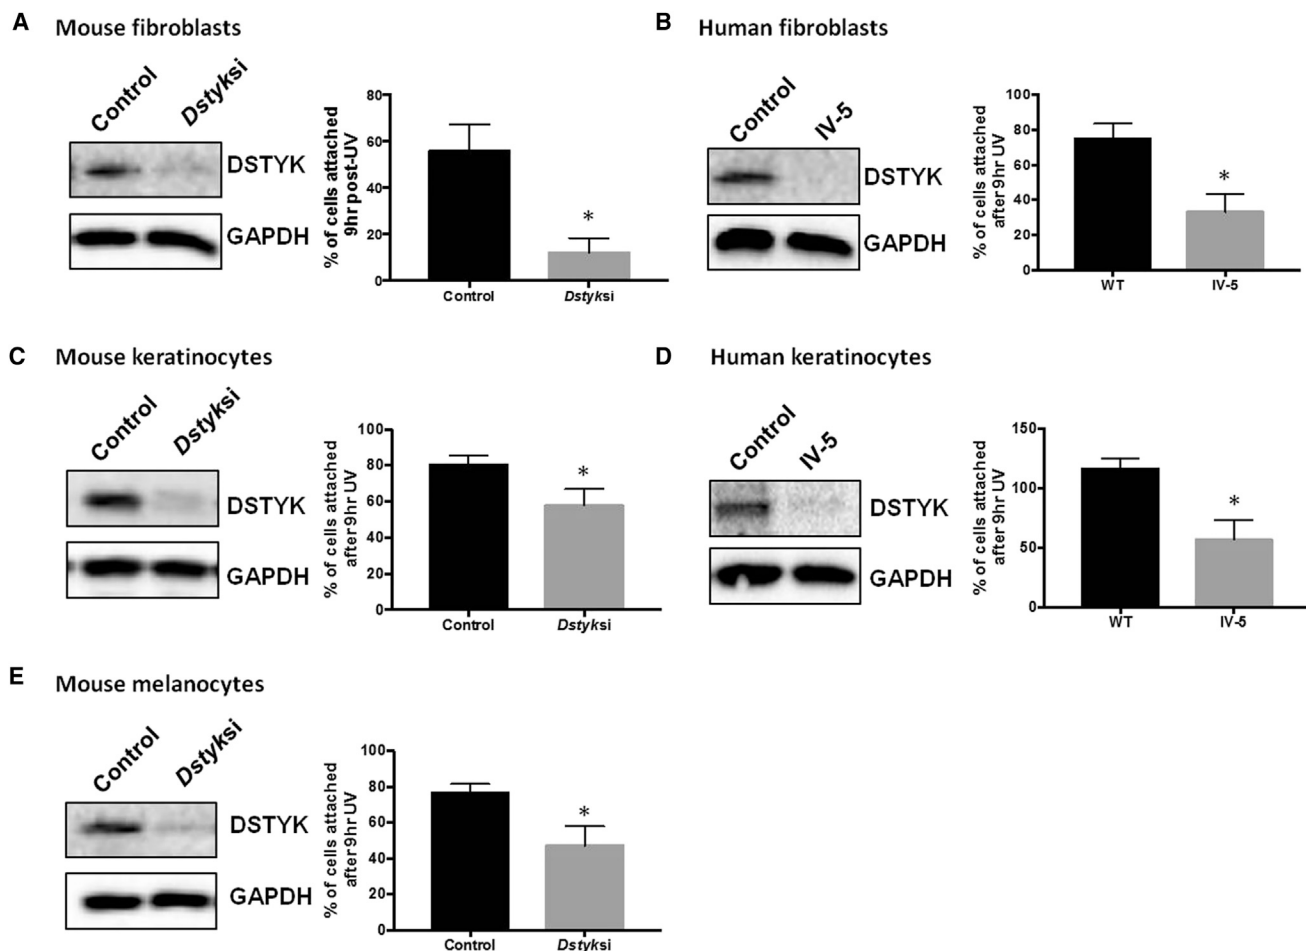 A Mouse fibroblasts
Control
Dstyksi
DSTYK
GAPDH
% of cells attached
9hr post-UV
80
60
40
20
0
*
Control
Dstyksi
B Human fibroblasts
Control
IV-5
DSTYK
GAPDH
% of cells attached
after 9hr UV
100
80
60
40
20
0
*
WT
IV-5
C Mouse keratinocytes
Control
Dstyksi
DSTYK
GAPDH
% of cells attached
after 9hr UV
100
80
60
40
20
0
*
Control
Dstyksi
D Human keratinocytes
Control
IV-5
DSTYK
GAPDH
% of cells attached
after 9hr UV
150
100
50
0
*
WT
IV-5
E Mouse melanocytes
Control
Dstyksi
DSTYK
GAPDH
% of cells attached
after 9hr UV
100
80
60
40
20
0
*
Control
Dstyksi